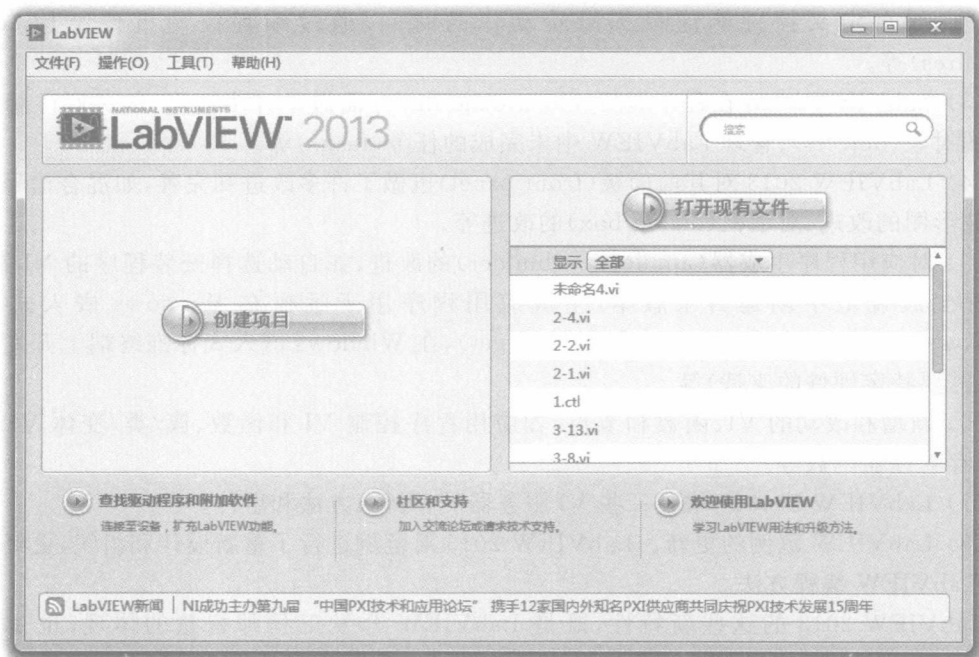 LabVIEW
文件(F) 操作(O) 工具(T) 帮助(H)
NATIONAL INSTRUMENTS
LabVIEW™ 2013
搜索
创建项目
打开现有文件
显示 全部
未命名4.vi
2-4.vi
2-2.vi
2-1.vi
1.ctl
3-13.vi
3-8.vi
查找驱动程序和附加软件
连接至设备，扩充LabVIEW功能。
社区和支持
加入交流论坛或请求技术支持。
欢迎使用LabVIEW
学习LabVIEW用法和升级方法。
LabVIEW新闻 | NI成功主办第九届 “中国PXI技术和应用论坛” 携手12家国内外知名PXI供应商共同庆祝PXI技术发展15周年